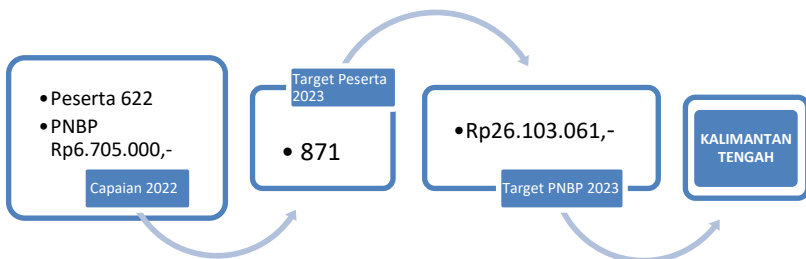 •Peserta 622
•PNBP
Rp6.705.000,-
Capaian 2022
Target Peserta
2023
• 871
•Rp26.103.061,-
Target PNBP 2023
KALIMANTAN
TENGAH